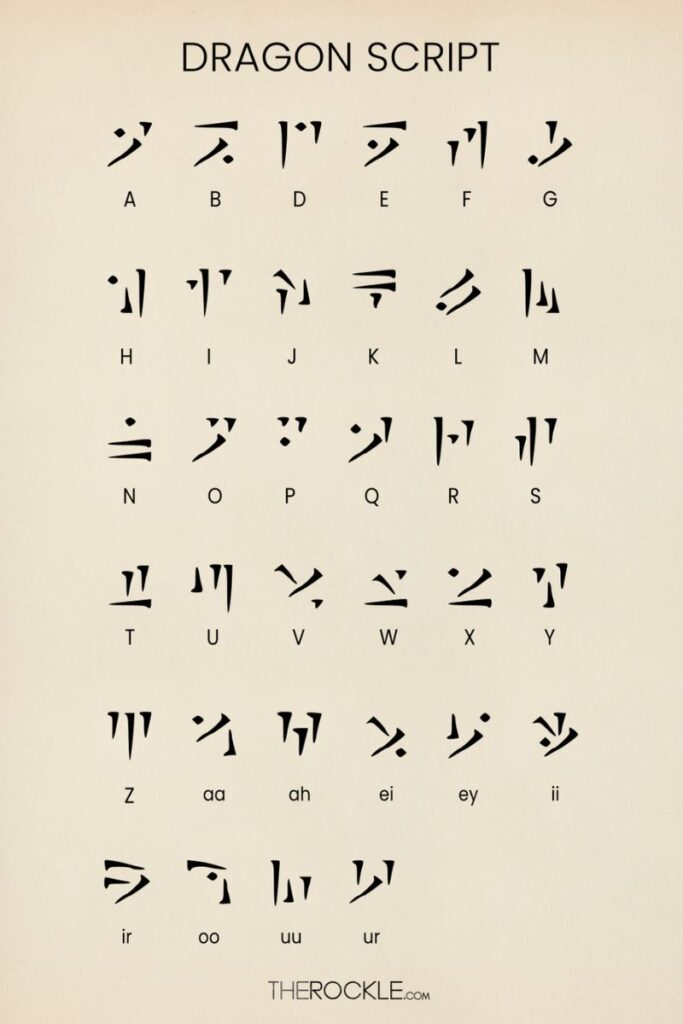 DRAGON SCRIPT
A B D E F G
H I J K L M
N O P Q R S
T U V W X Y
Z aa ah ei ey ii
ir oo uu ur
THEROCKLE.COM